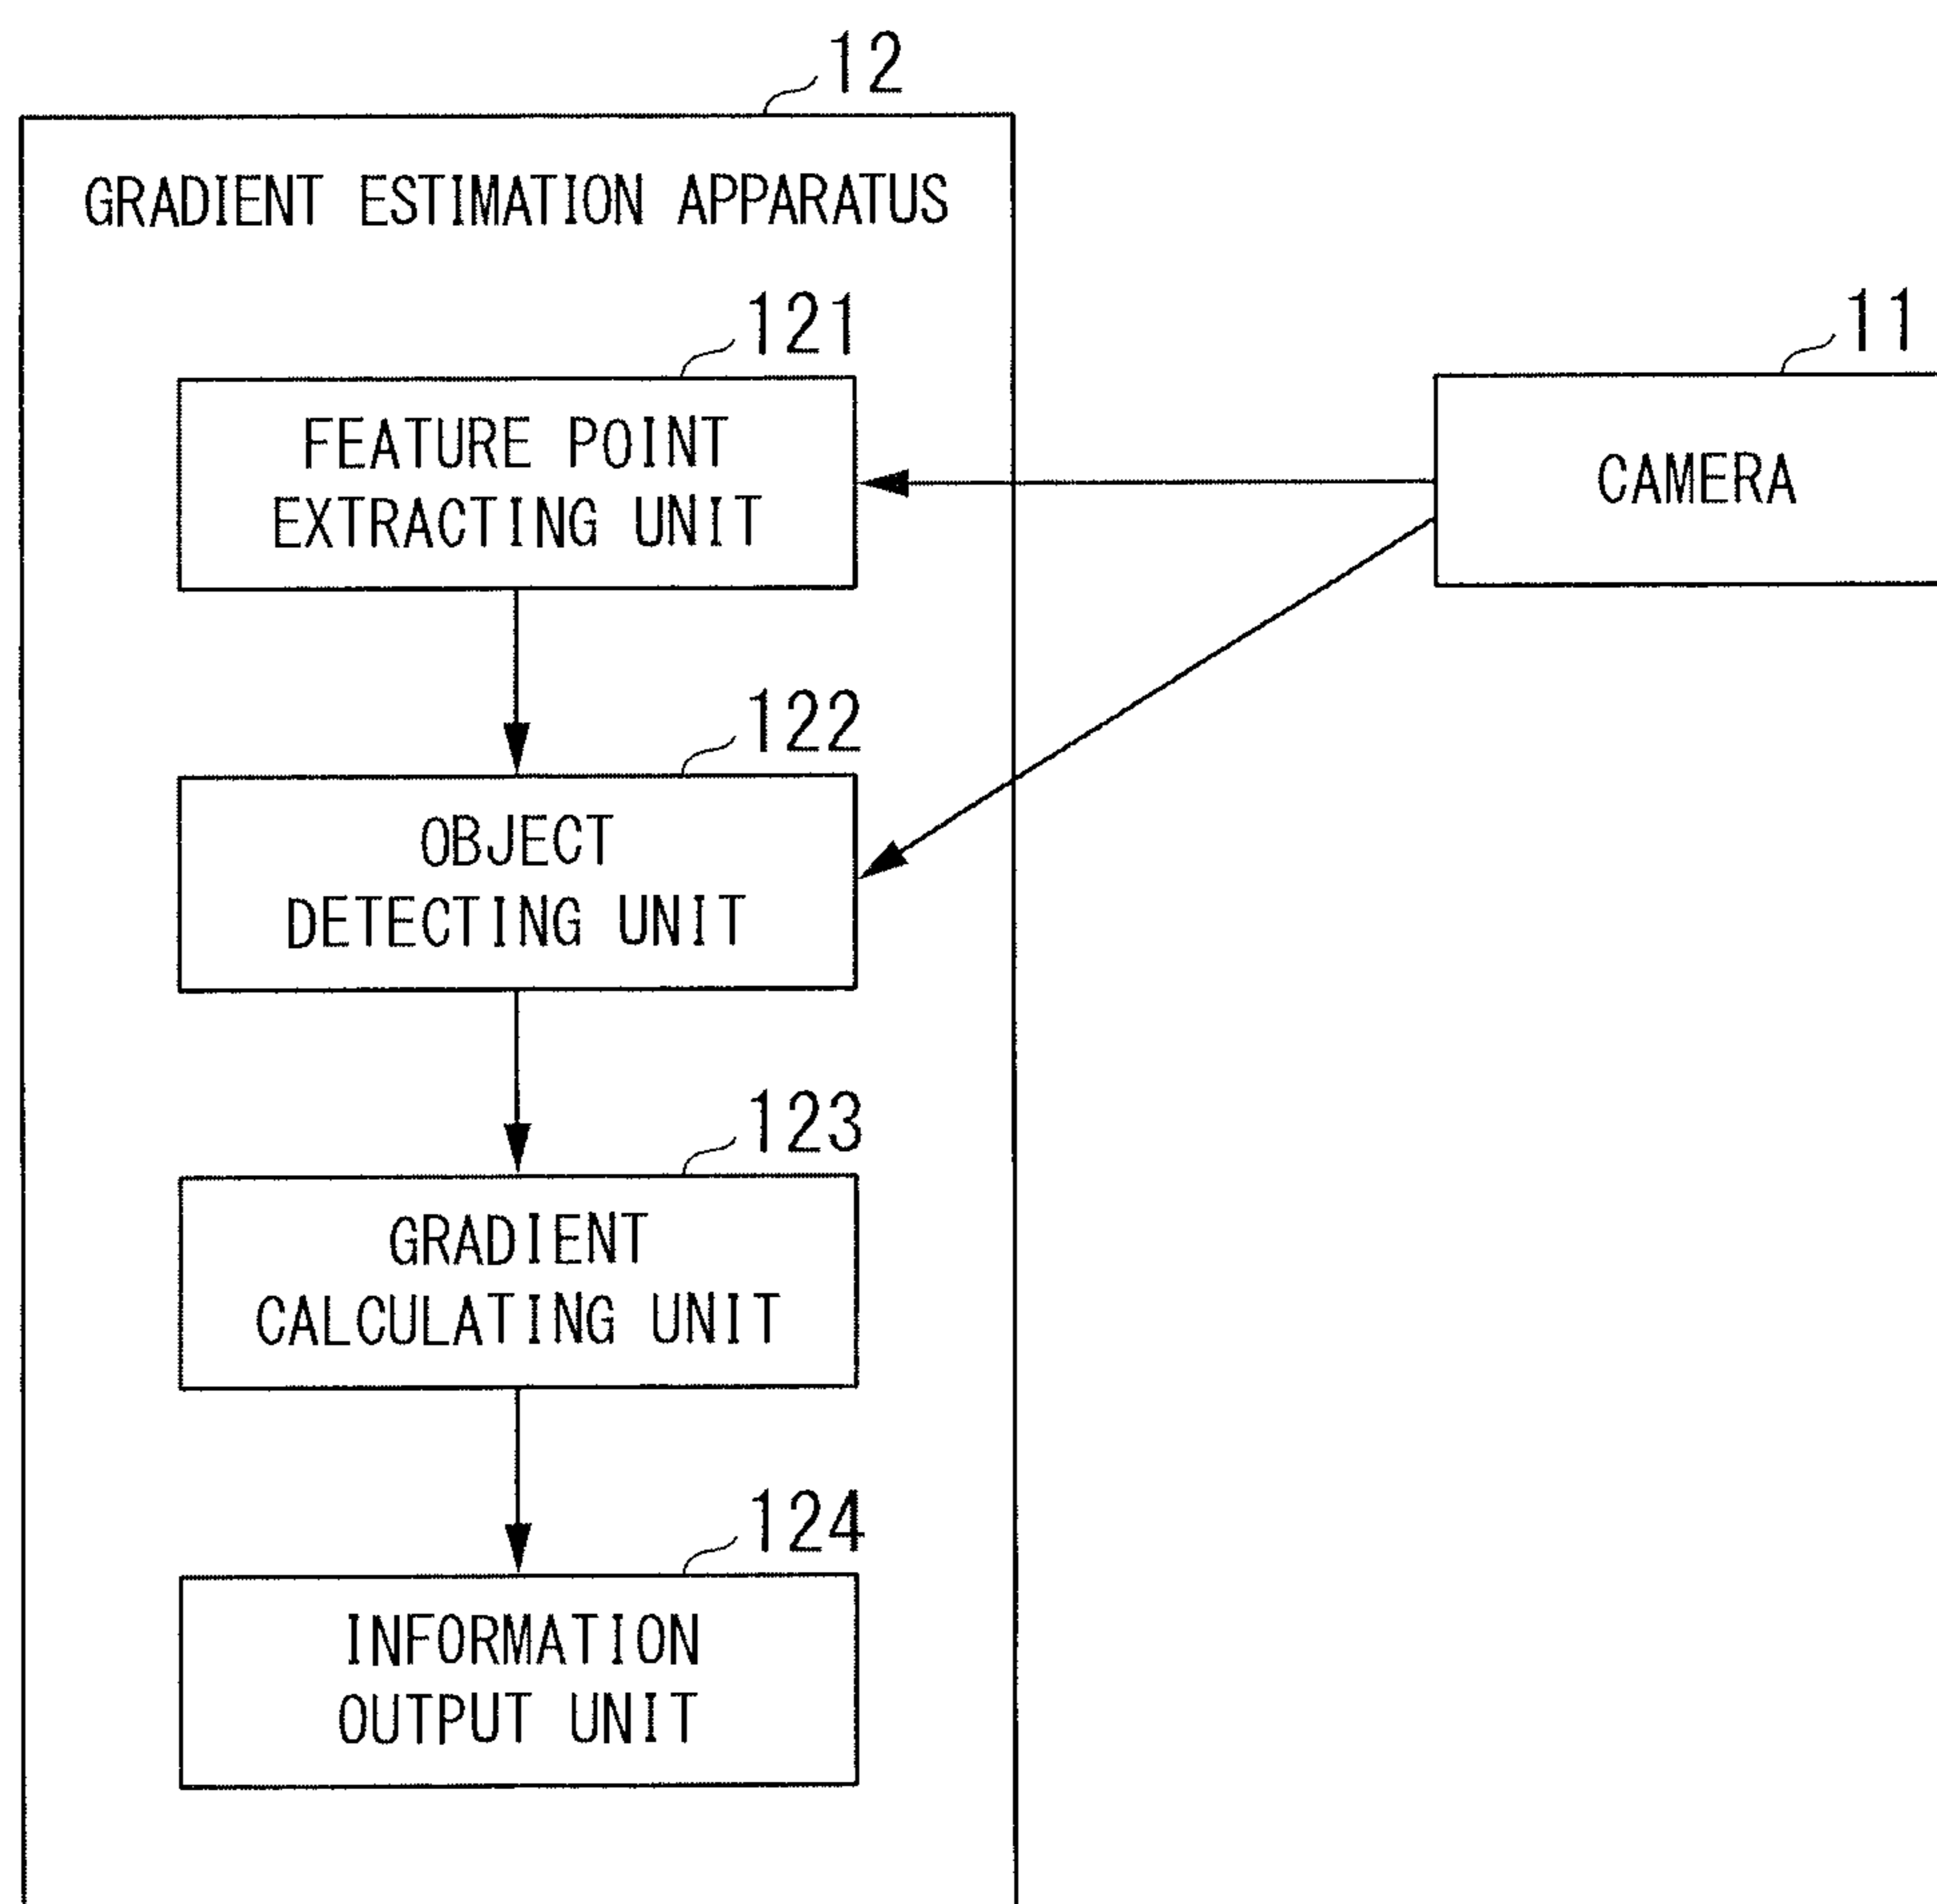 12
GRADIENT ESTIMATION APPARATUS
121
FEATURE POINT
EXTRACTING UNIT
11
CAMERA
122
OBJECT
DETECTING UNIT
123
GRADIENT
CALCULATING UNIT
124
INFORMATION
OUTPUT UNIT